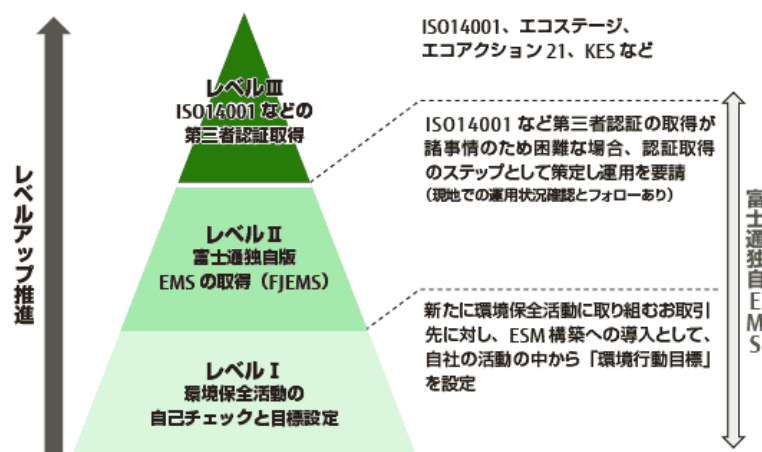 レベルアップ推進
レベルⅢ
ISO14001 などの
第三者認証取得
レベルⅡ
富士通独自版
EMS の取得（FJEMS）
レベルⅠ
環境保全活動の
自己チェックと目標設定
ISO14001、エコステージ、
エコアクション 21、KES など
ISO14001 など第三者認証の取得が
諸事情のため困難な場合、認証取得
のステップとして策定し運用を要請
（現地での運用状況確認とフォローあり）
新たに環境保全活動に取り組むお取引
先に対し、ESM 構築への導入として、
自社の活動の中から「環境行動目標」
を設定
富士通独自EMS